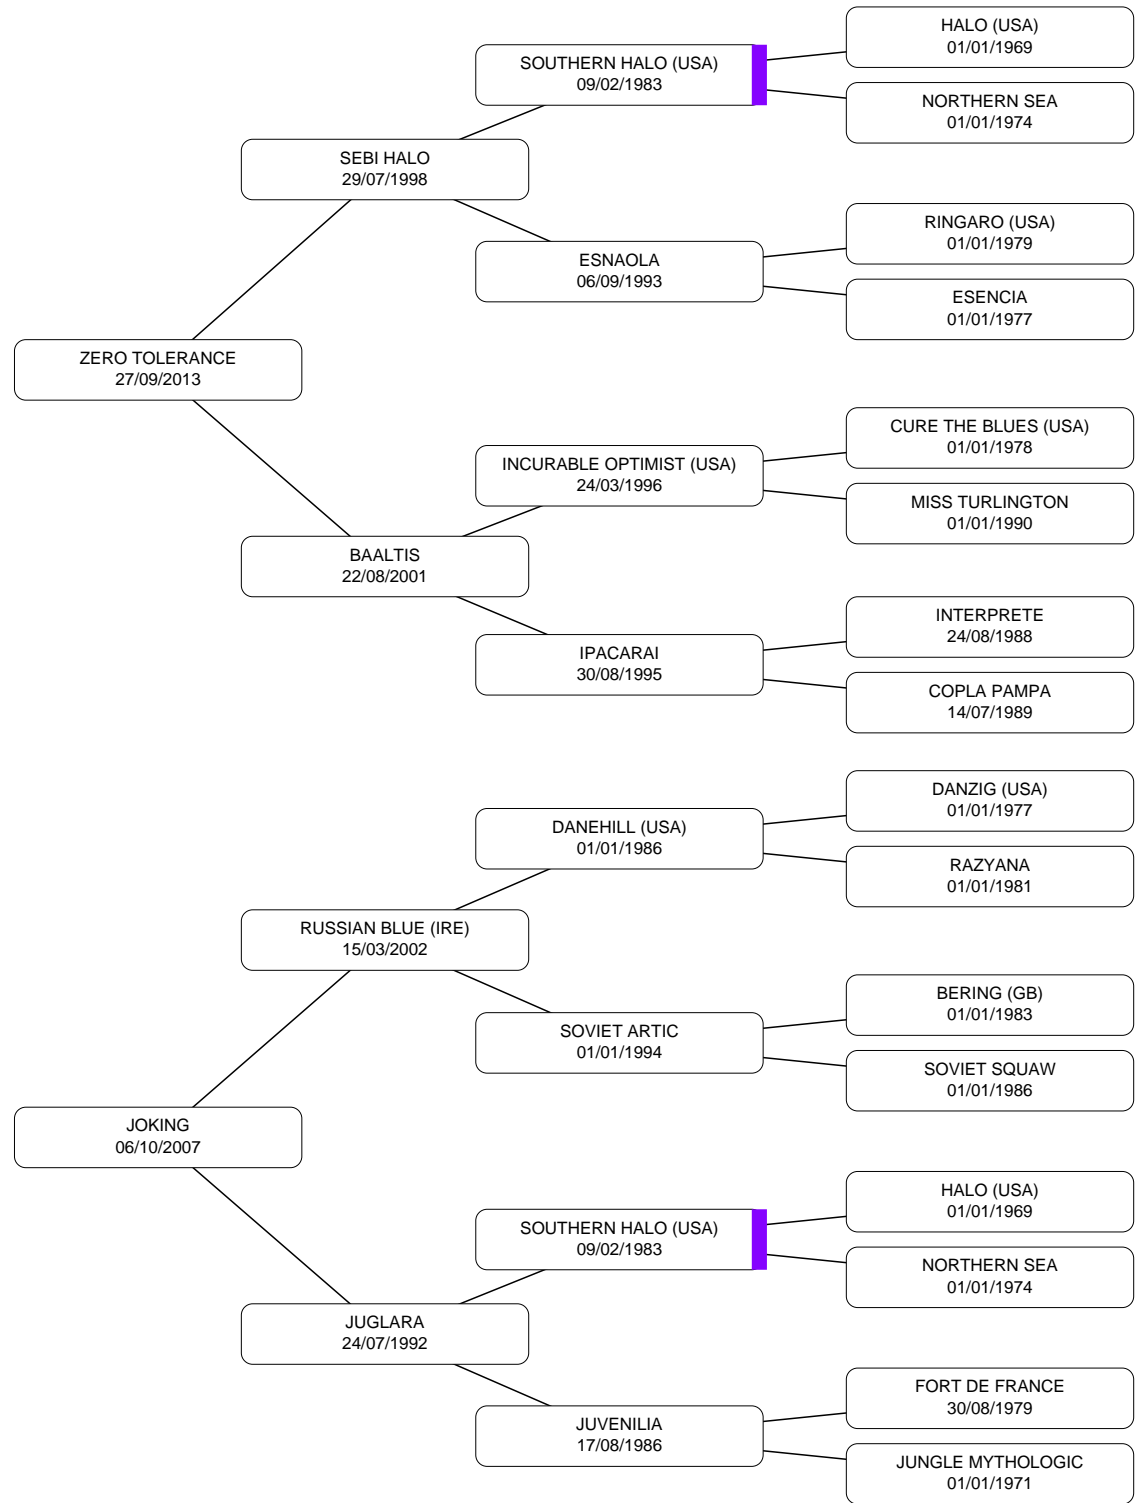 HALO (USA)
01/01/1969
SOUTHERN HALO (USA)
09/02/1983
NORTHERN SEA
01/01/1974
SEBI HALO
29/07/1998
RINGARO (USA)
01/01/1979
ESNAOLA
06/09/1993
ESENCIA
01/01/1977
ZERO TOLERANCE
27/09/2013
CURE THE BLUES (USA)
01/01/1978
INCURABLE OPTIMIST (USA)
24/03/1996
MISS TURLINGTON
01/01/1990
BAALTIS
22/08/2001
INTERPRETE
24/08/1988
IPACARAI
30/08/1995
COPLA PAMPA
14/07/1989
DANZIG (USA)
01/01/1977
DANEHILL (USA)
01/01/1986
RAZYANA
01/01/1981
RUSSIAN BLUE (IRE)
15/03/2002
BERING (GB)
01/01/1983
SOVIET ARTIC
01/01/1994
SOVIET SQUAW
01/01/1986
JOKING
06/10/2007
HALO (USA)
01/01/1969
SOUTHERN HALO (USA)
09/02/1983
NORTHERN SEA
01/01/1974
JUGLARA
24/07/1992
FORT DE FRANCE
30/08/1979
JUVENILIA
17/08/1986
JUNGLE MYTHOLOGIC
01/01/1971